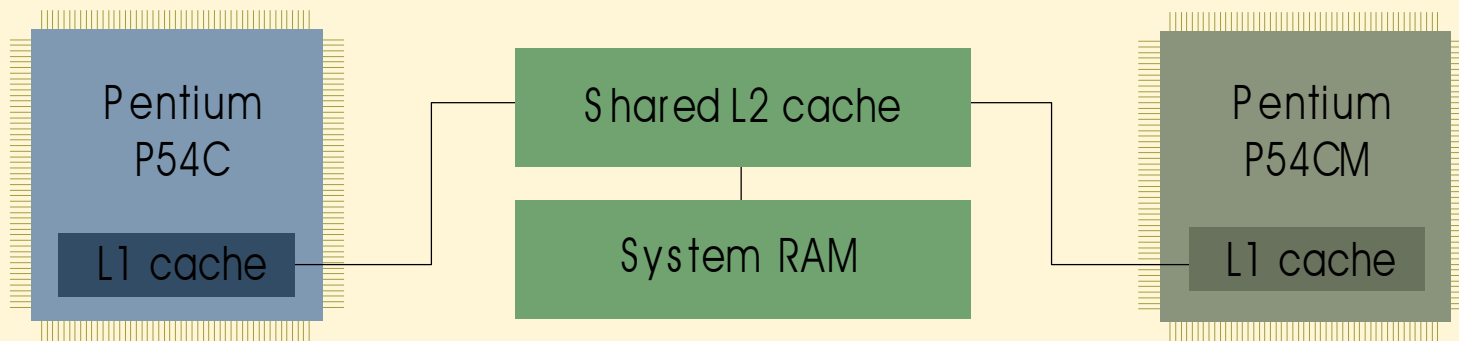 Pentium
P54C
L1 cache
Shared L2 cache
System RAM
Pentium
P54CM
L1 cache